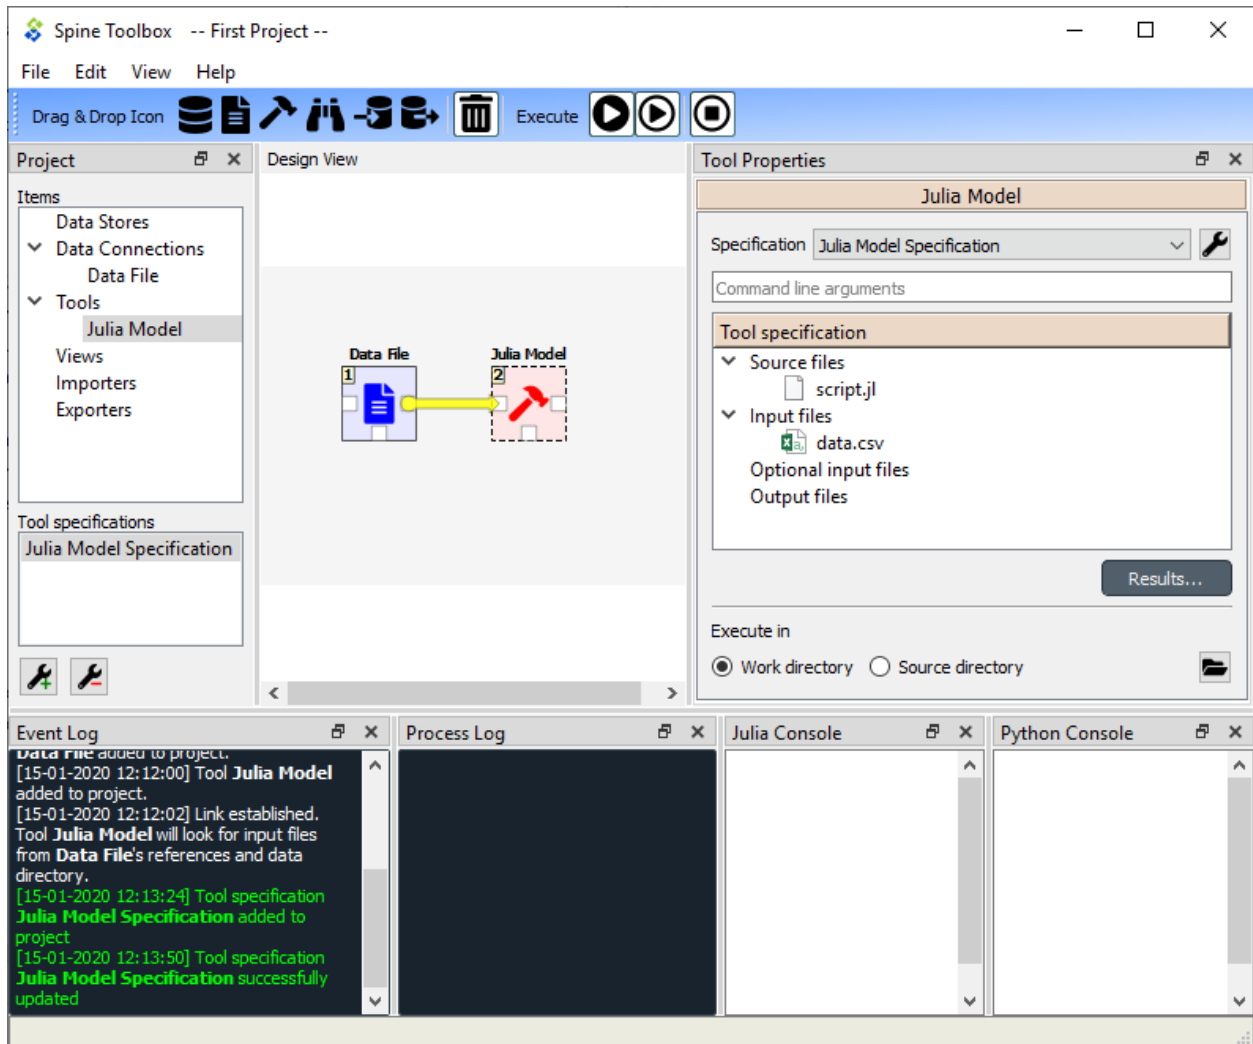 Spine Toolbox -- First Project --
File Edit View Help
Drag & Drop Icon
Execute
Project
Items
Data Stores
Data Connections
Data File
Tools
Julia Model
Views
Importers
Exporters
Tool specifications
Julia Model Specification
Design View
Data File
1
Julia Model
2
Tool Properties
Julia Model
Specification
Julia Model Specification
Command line arguments
Tool specification
Source files
script.jl
Input files
data.csv
Optional input files
Output files
Results...
Execute in
Work directory
Source directory
Event Log
Data File added to project.
[15-01-2020 12:12:00] Tool Julia Model
added to project.
[15-01-2020 12:12:02] Link established.
Tool Julia Model will look for input files
from Data File's references and data
directory.
[15-01-2020 12:13:24] Tool specification
Julia Model Specification added to
project
[15-01-2020 12:13:50] Tool specification
Julia Model Specification successfully
updated
Process Log
Julia Console
Python Console